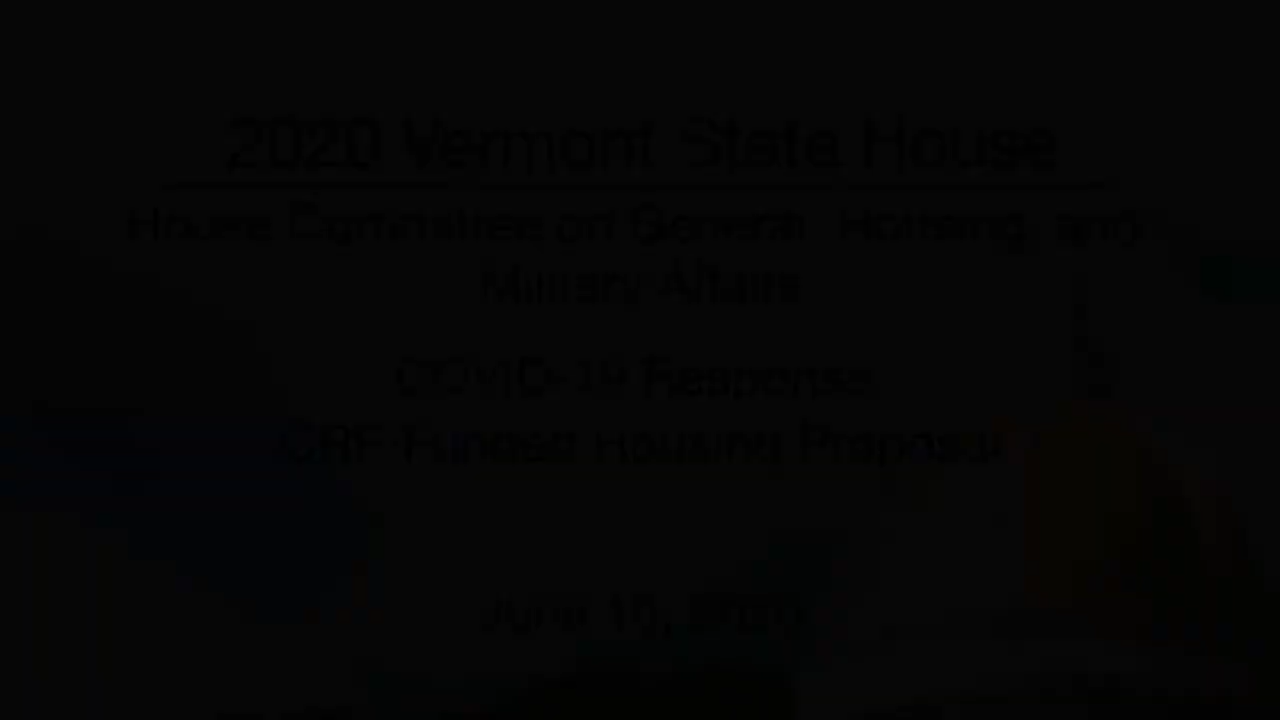 2020 Vermont State House
House Committee on General, Housing, and
Military Affairs
COVID-19 Response
CRF-Funded Housing Proposal
June 2020